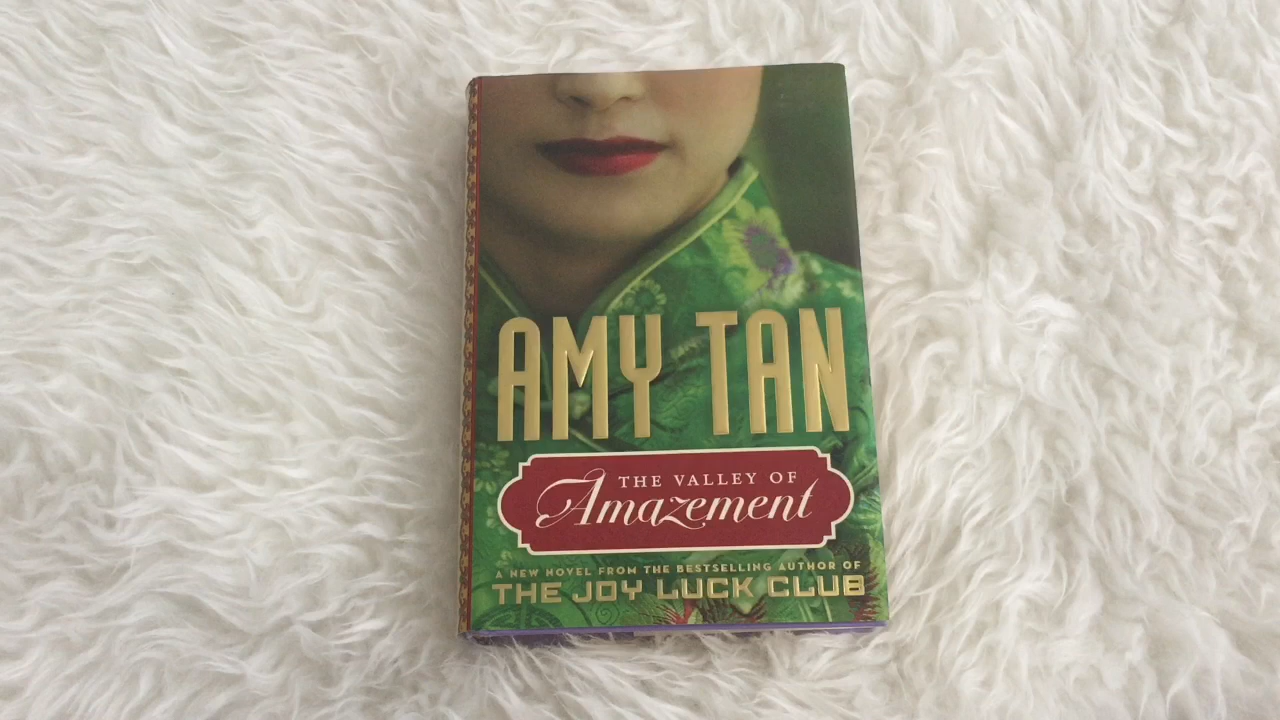 AMY TAN
THE VALLEY OF
Amazement
A NEW NOVEL FROM THE BESTSELLING AUTHOR OF
THE JOY LUCK CLUB